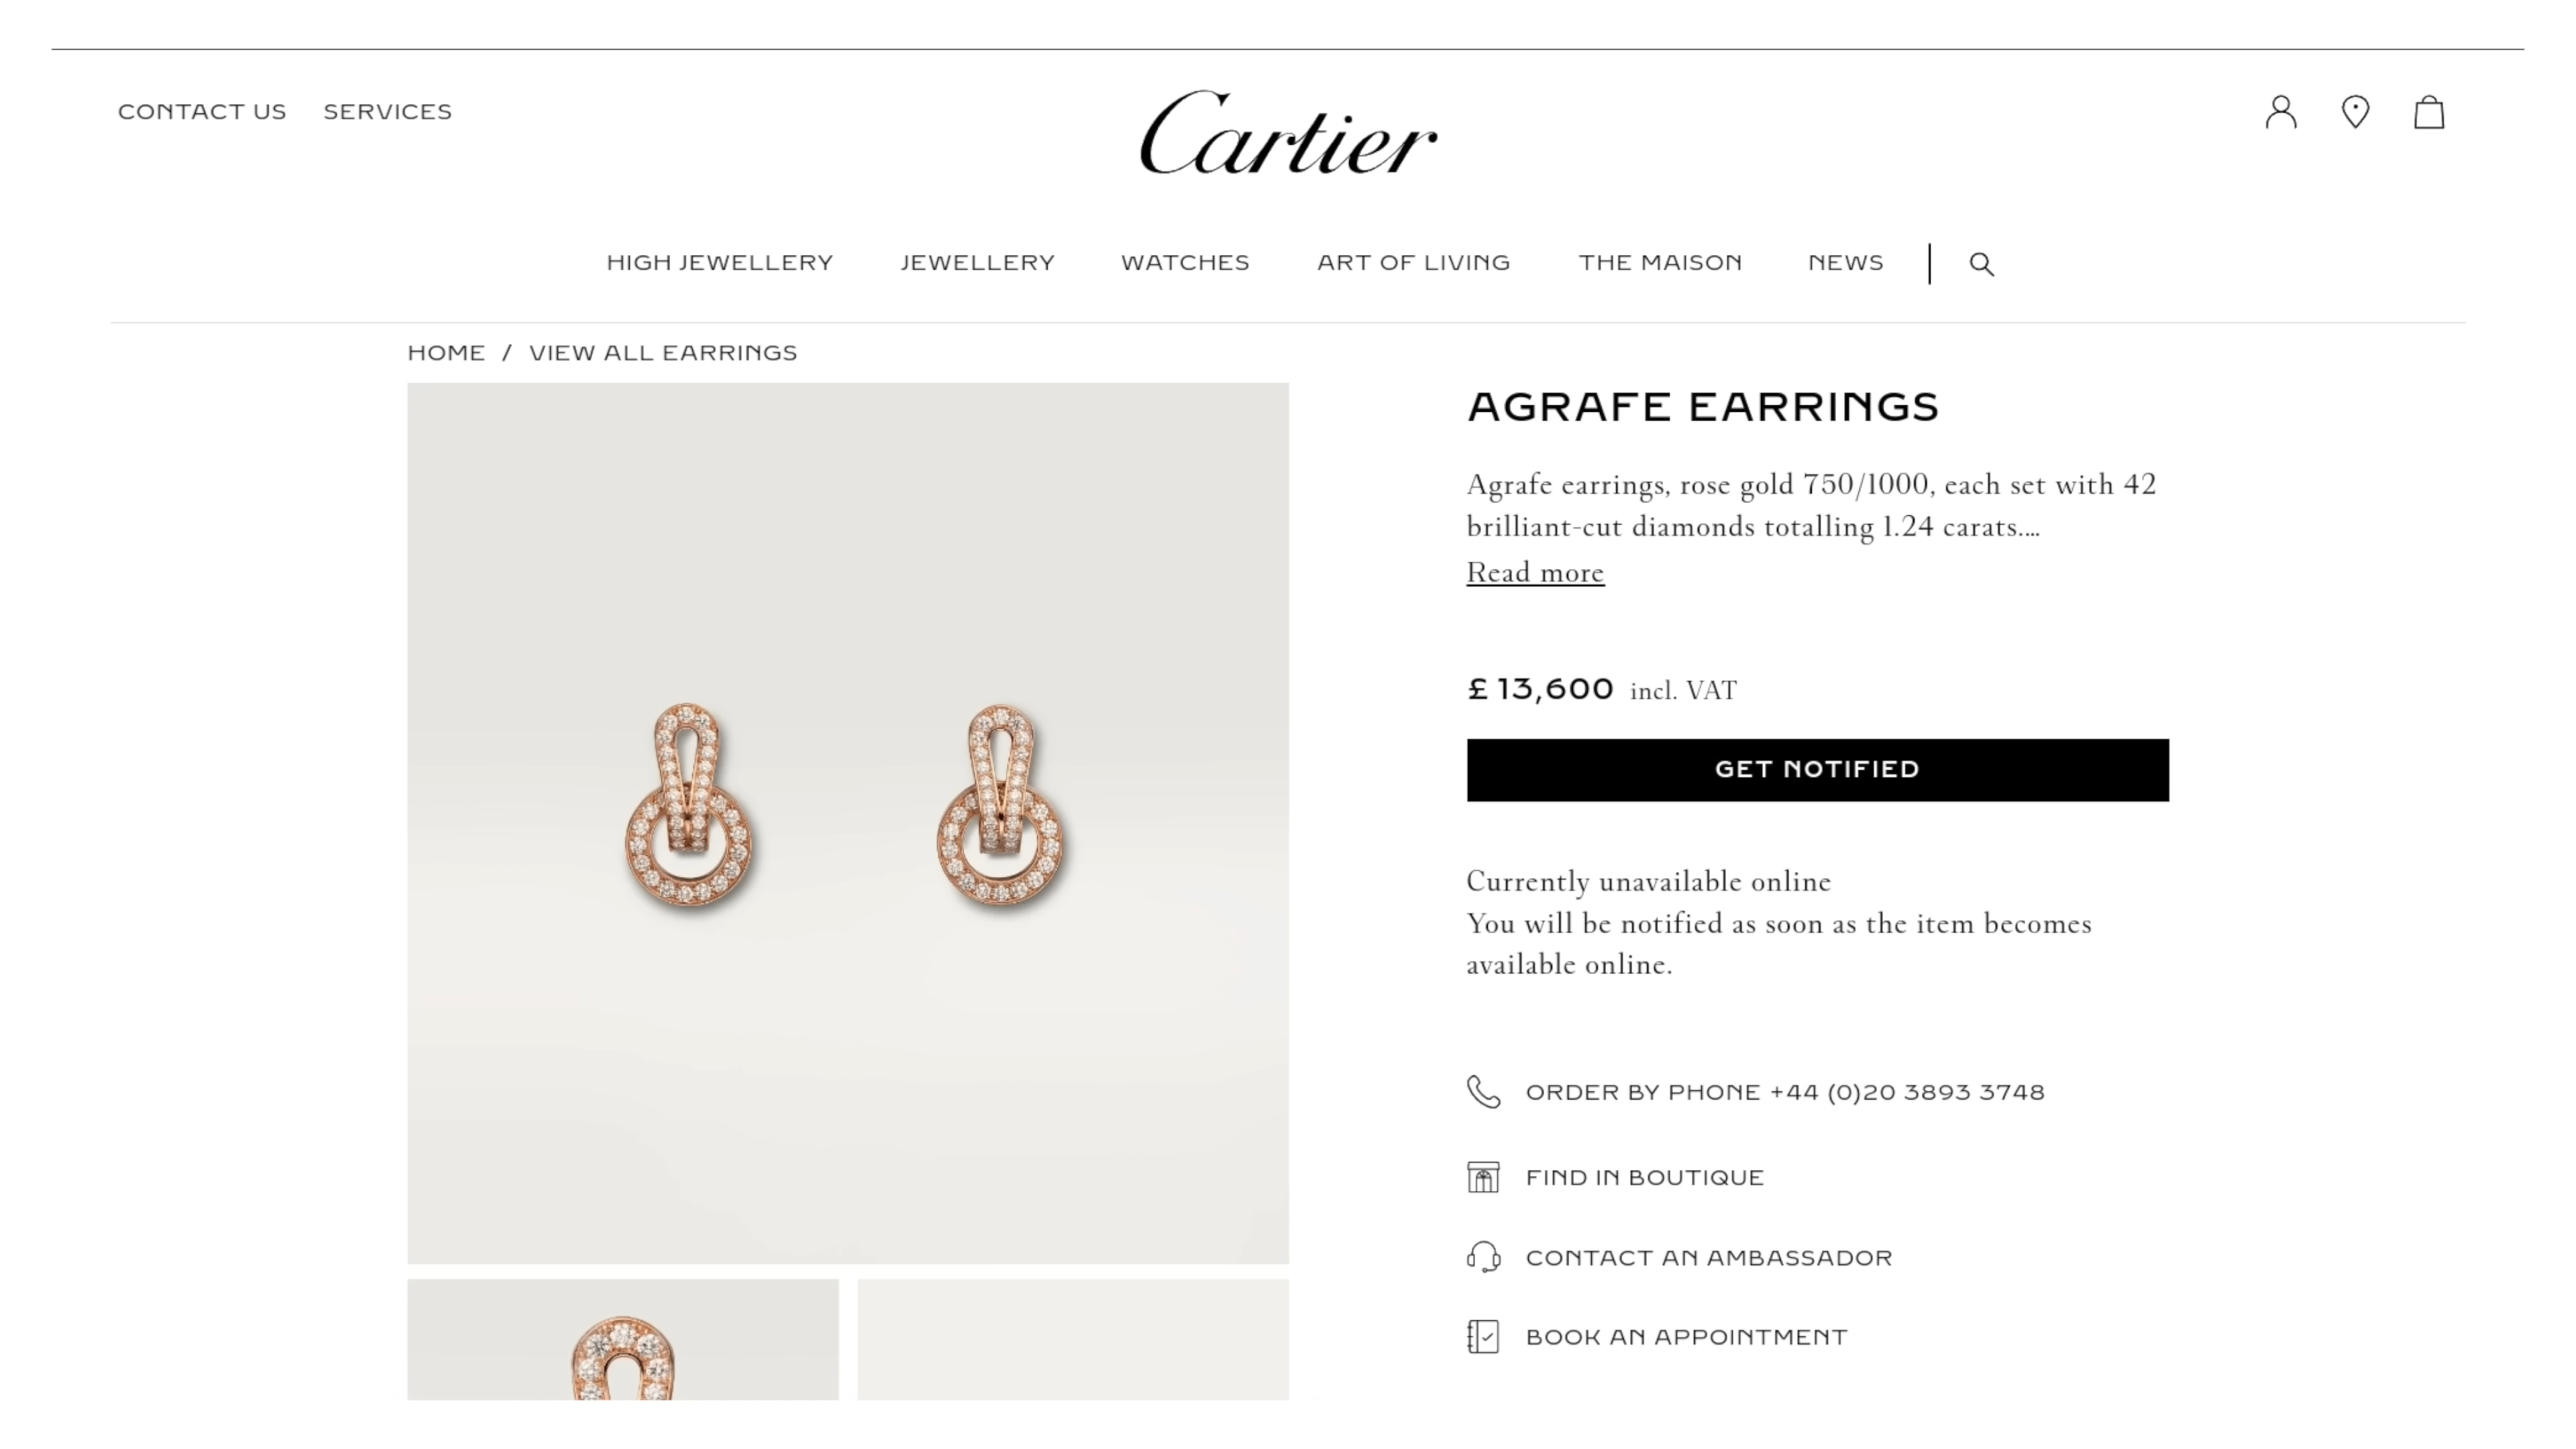 CONTACT US SERVICES
Cartier
HIGH JEWELLERY JEWELLERY WATCHES ART OF LIVING THE MAISON NEWS
HOME / VIEW ALL EARRINGS
AGRAFE EARRINGS
Agrafe earrings, rose gold 750/1000, each set with 42
brilliant-cut diamonds totalling 1.24 carats....
Read more
£ 13,600 incl. VAT
GET NOTIFIED
Currently unavailable online
You will be notified as soon as the item becomes
available online.
ORDER BY PHONE +44 (0)20 3893 3748
FIND IN BOUTIQUE
CONTACT AN AMBASSADOR
BOOK AN APPOINTMENT